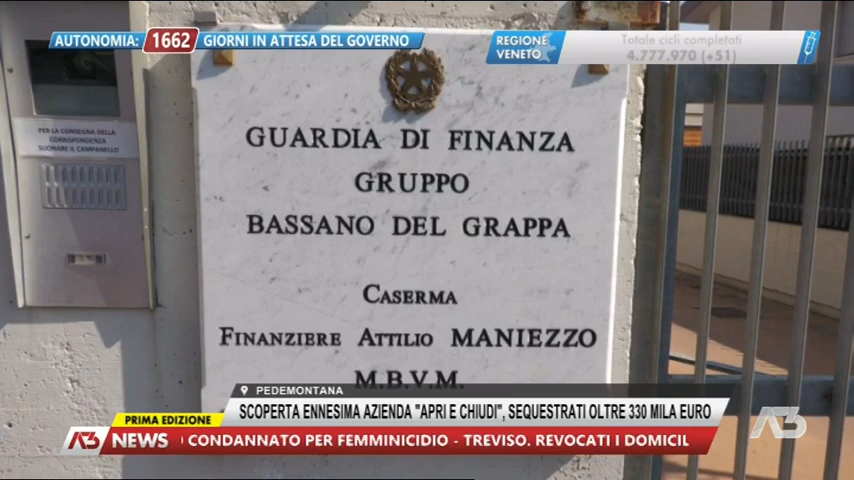 AUTONOMIA: 1662 GIORNI IN ATTESA DEL GOVERNO
REGIONE
VENETO
Totale cicli completati
4.777.970 (+51)
PER LA CONSEGNA DELLA
CORRISPONDENZA
SUONARE IL CAMPANELLO
GUARDIA DI FINANZA
GRUPPO
BASSANO DEL GRAPPA
CASERMA
FINANZIERE ATTILIO MANIEZZO
M.B.V.M.
PEDEMONTANA
PRIMA EDIZIONE
SCOPERTA ENNESIMA AZIENDA "APRI E CHIUDI", SEQUESTRATI OLTRE 330 MILA EURO
A3 NEWS
CONDANNATO PER FEMMINICIDIO - TREVISO. REVOCATI I DOMICIL
A3